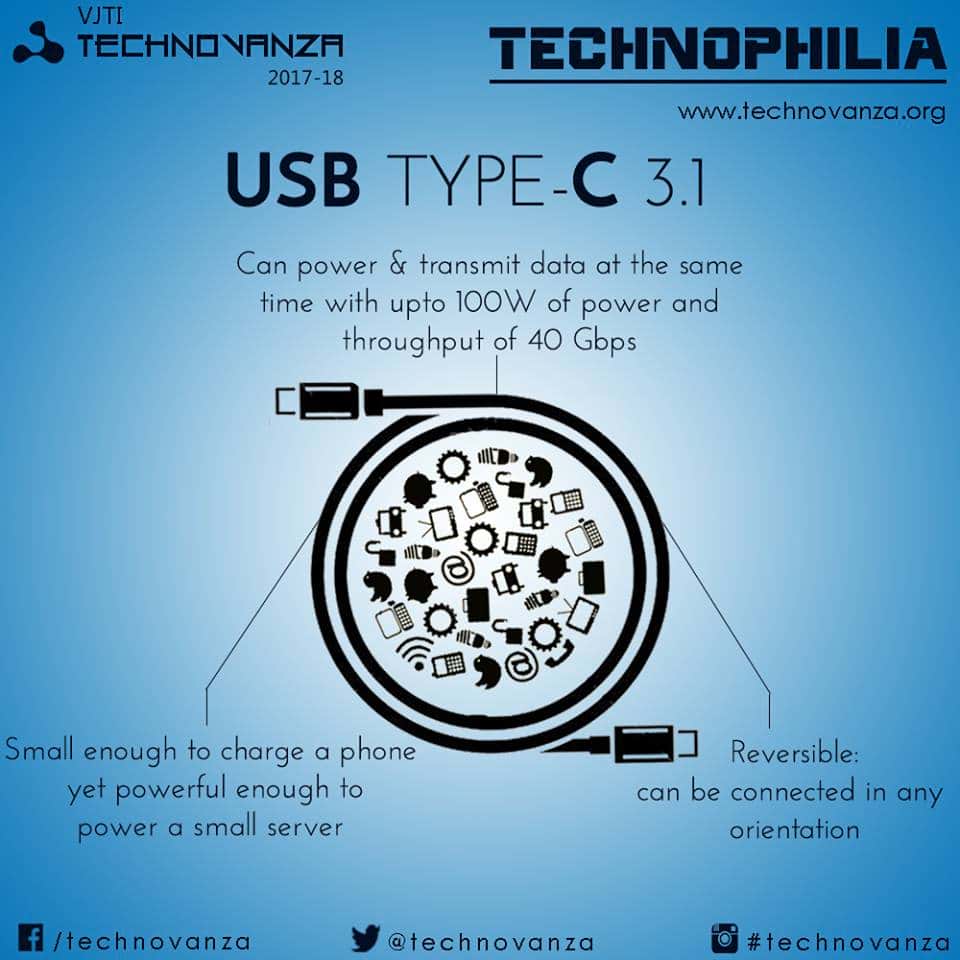 VJTI
TECHNOVANZA
2017-18
TECHNOPHILIA
www.technovanza.org
USB TYPE-C 3.1
Can power & transmit data at the same
time with upto 100W of power and
throughput of 40 Gbps
Small enough to charge a phone
yet powerful enough to
power a small server
Reversible:
can be connected in any
orientation
/technovanza
@technovanza
#technovanza